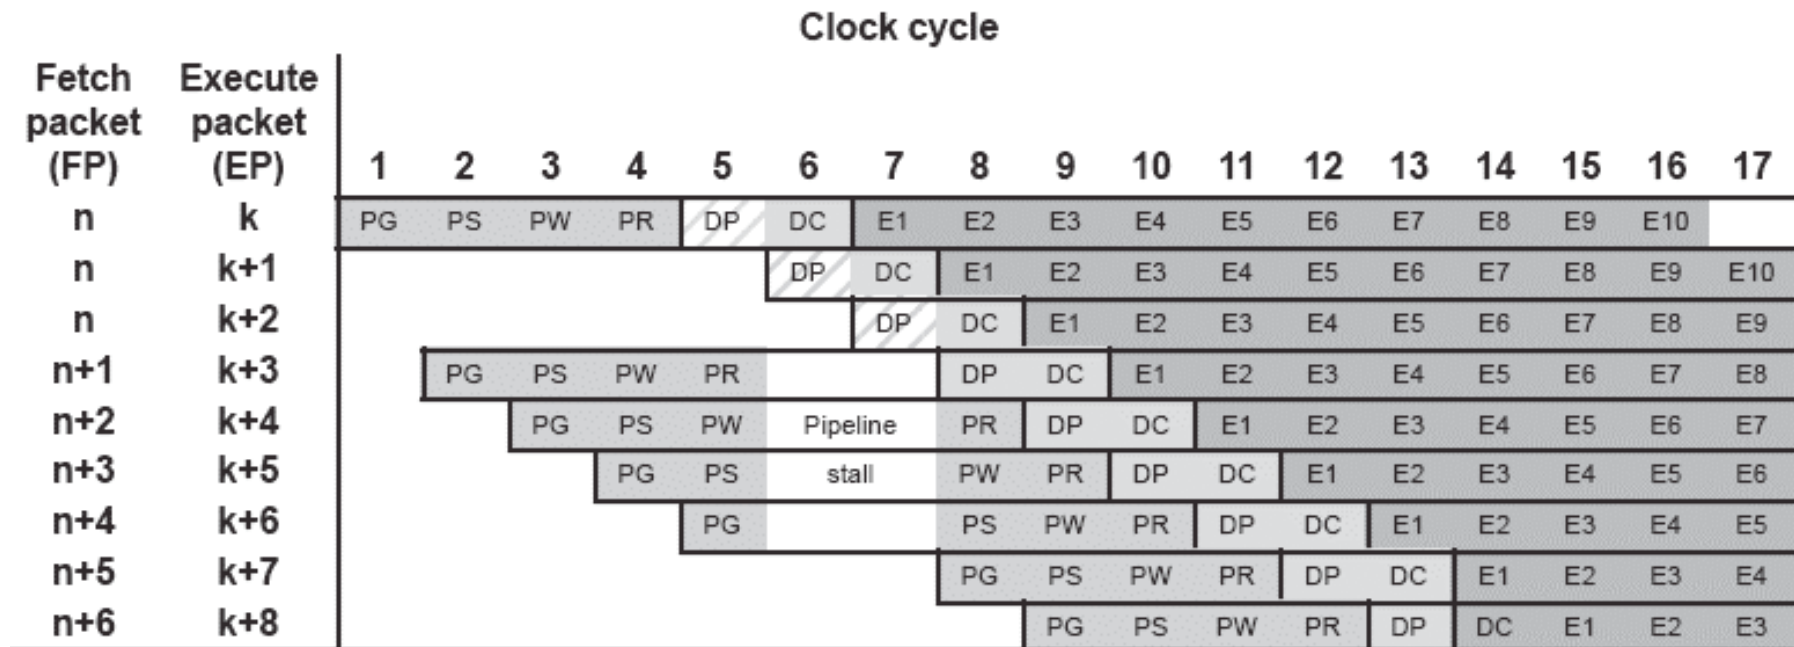 Clock cycle
Fetch packet (FP) Execute packet (EP) 1 2 3 4 5 6 7 8 9 10 11 12 13 14 15 16 17
n k PG PS PW PR DP DC E1 E2 E3 E4 E5 E6 E7 E8 E9 E10
n k+1 DP DC E1 E2 E3 E4 E5 E6 E7 E8 E9 E10
n k+2 DP DC E1 E2 E3 E4 E5 E6 E7 E8 E9
n+1 k+3 PG PS PW PR DP DC E1 E2 E3 E4 E5 E6 E7 E8
n+2 k+4 PG PS PW Pipeline PR DP DC E1 E2 E3 E4 E5 E6 E7
n+3 k+5 PG PS stall PW PR DP DC E1 E2 E3 E4 E5 E6
n+4 k+6 PG PS PW PR DP DC E1 E2 E3 E4 E5
n+5 k+7 PG PS PW PR DP DC E1 E2 E3 E4
n+6 k+8 PG PS PW PR DP DC E1 E2 E3